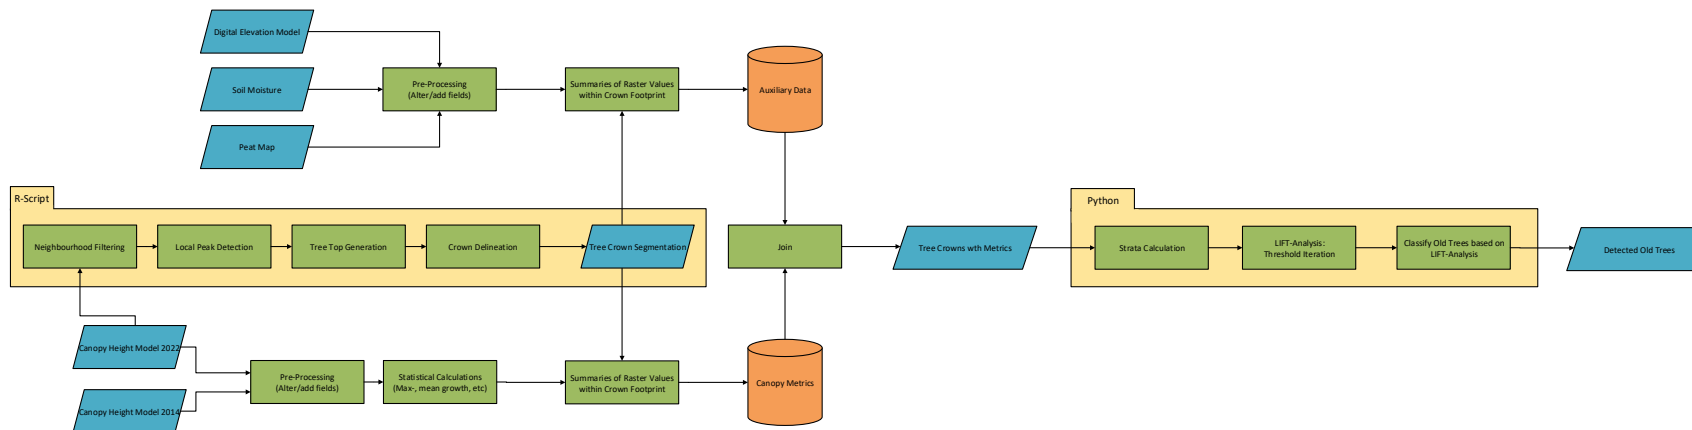 Digital Elevation Model
Soil Moisture
Peat Map
Pre-Processing
(Alter/add fields)
Summaries of Raster Values
within Crown Footprint
Auxiliary Data
R-Script
Neighbourhood Filtering
Local Peak Detection
Tree Top Generation
Crown Delineation
Tree Crown Segmentation
Join
Tree Crowns wth Metrics
Python
Strata Calculation
LIFT-Analysis:
Threshold Iteration
Classify Old Trees based on
LIFT-Analysis
Detected Old Trees
Canopy Height Model 2022
Canopy Height Model 2014
Pre-Processing
(Alter/add fields)
Statistical Calculations
(Max-, mean growth, etc)
Summaries of Raster Values
within Crown Footprint
Canopy Metrics